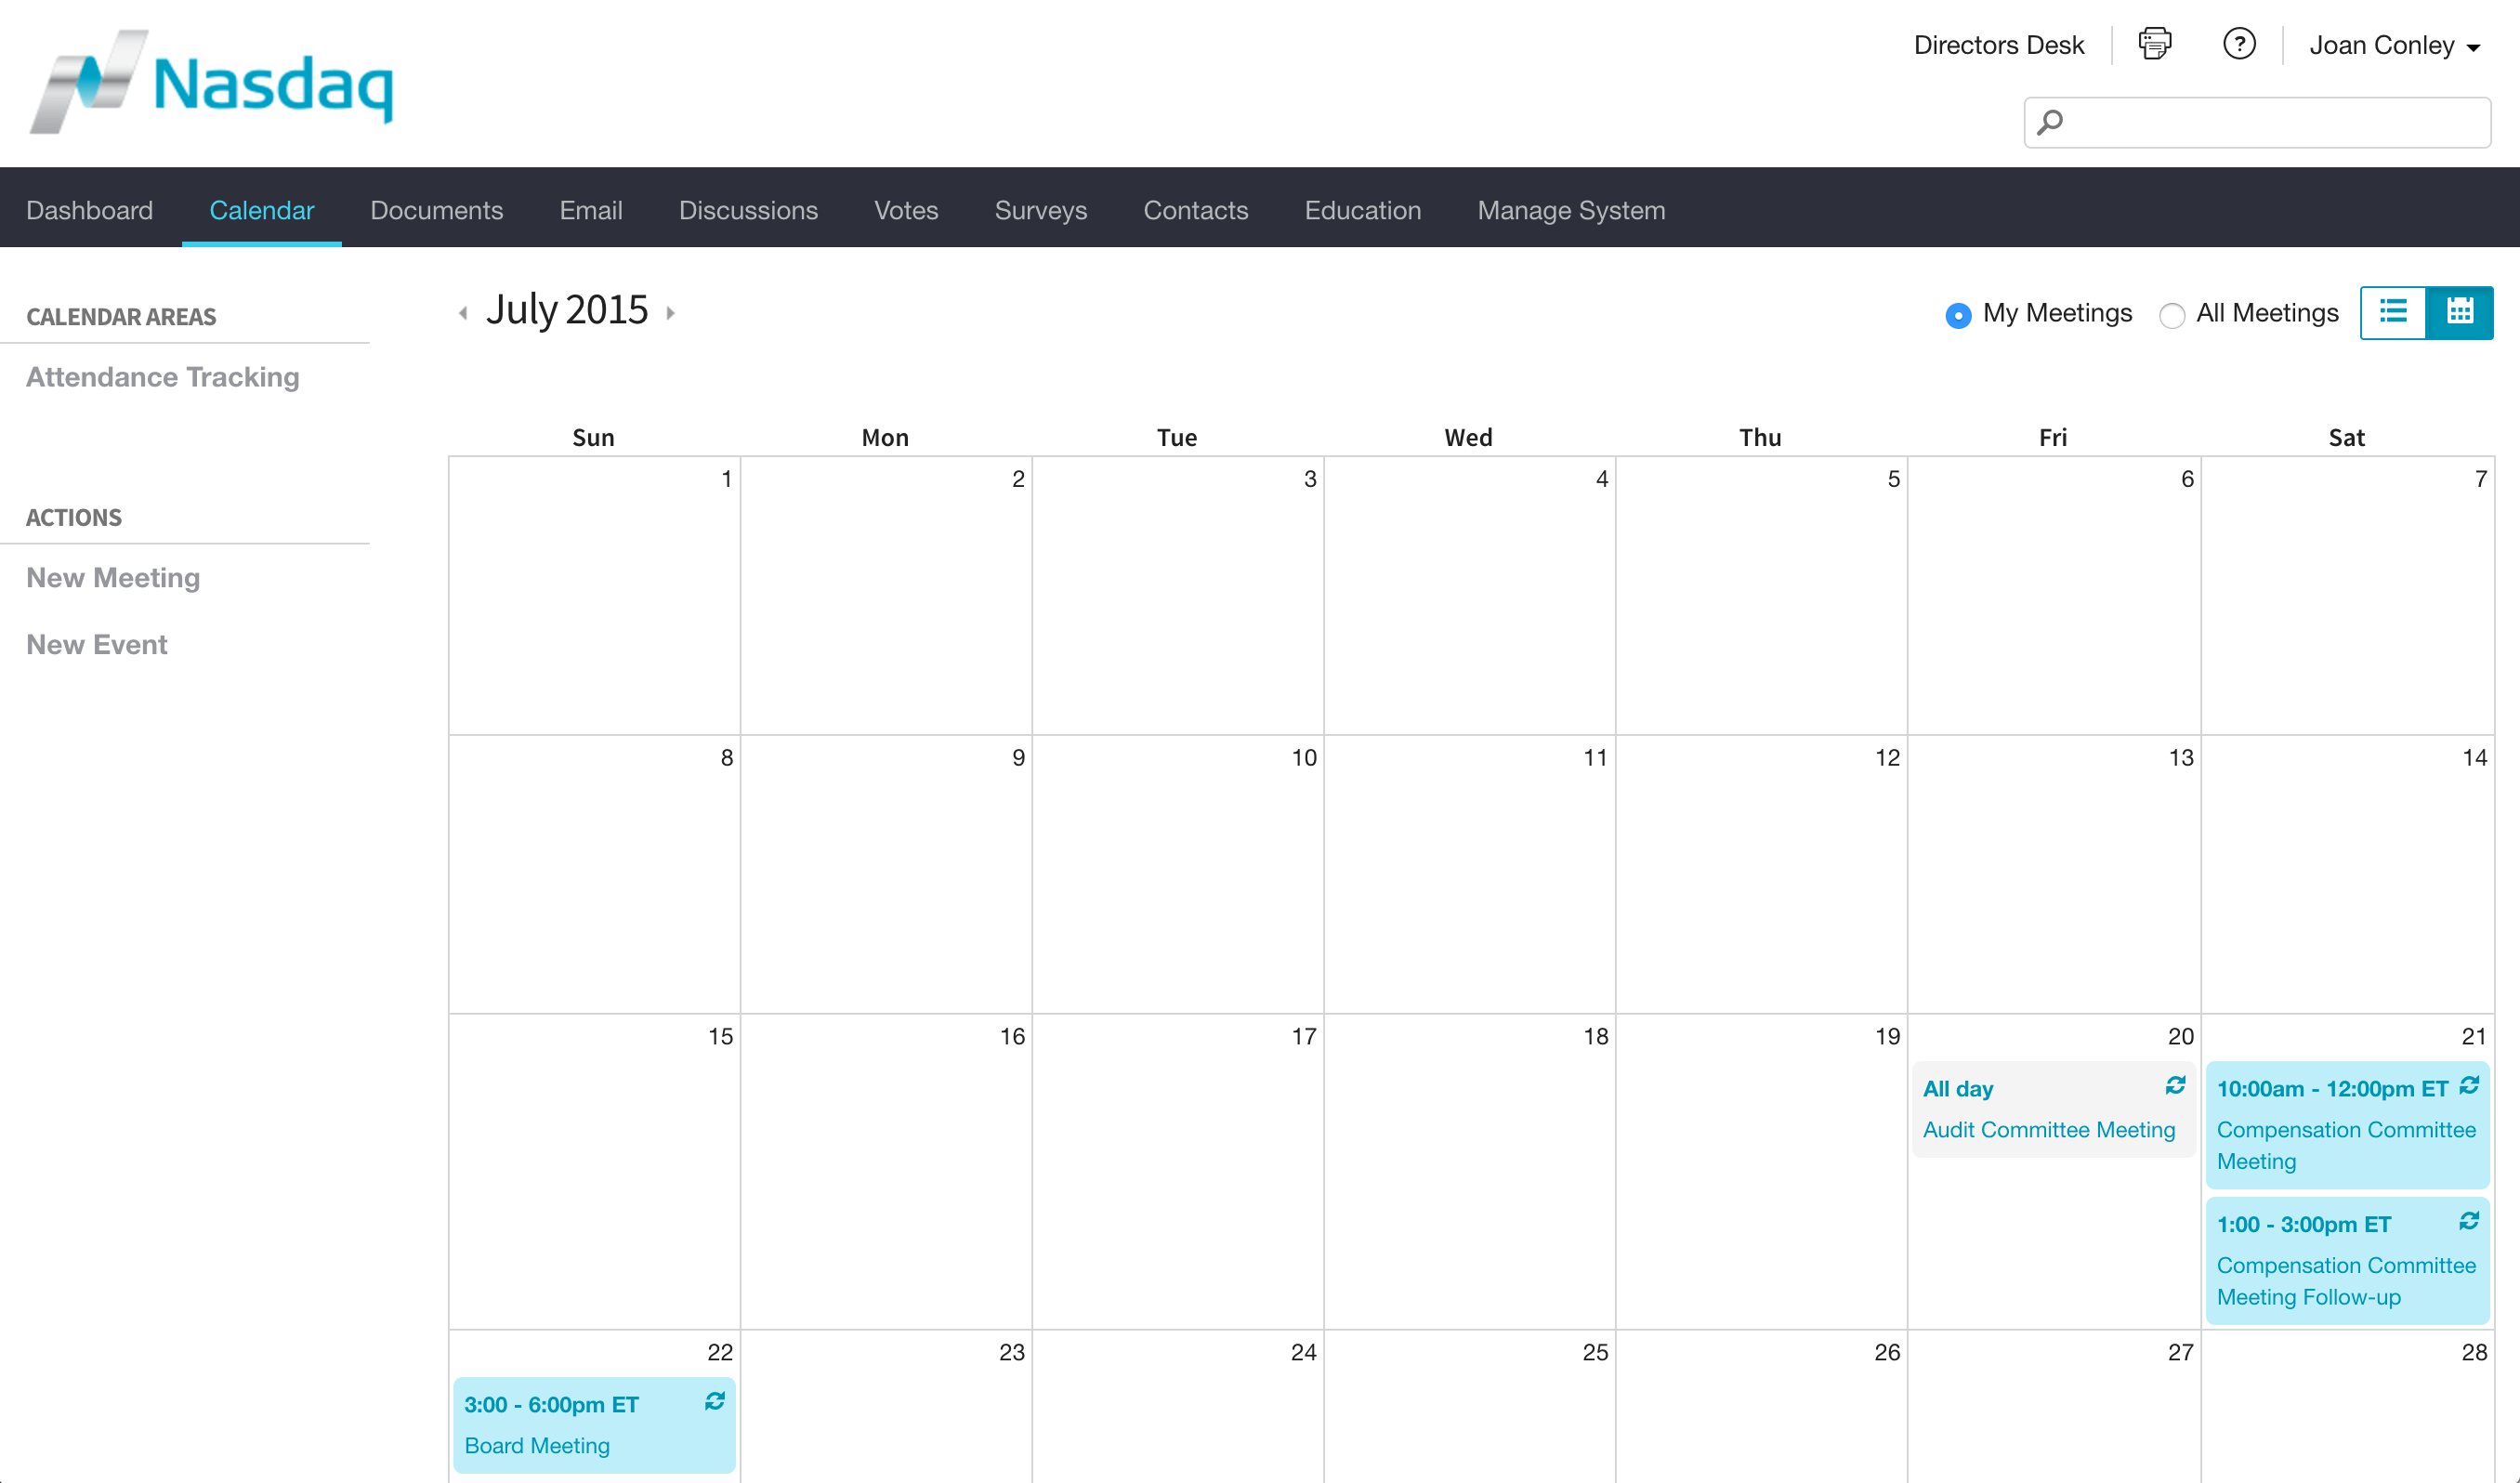 Nasdaq
Directors Desk
?
Joan Conley
Dashboard Calendar Documents Email Discussions Votes Surveys Contacts Education Manage System
CALENDAR AREAS
Attendance Tracking
ACTIONS
New Meeting
New Event
July 2015
My Meetings All Meetings
Sun Mon Tue Wed Thu Fri Sat
1 2 3 4 5 6 7
8 9 10 11 12 13 14
15 16 17 18 19 20 21
All day
Audit Committee Meeting
10:00am - 12:00pm ET
Compensation Committee
Meeting
1:00 - 3:00pm ET
Compensation Committee
Meeting Follow-up
22 23 24 25 26 27 28
3:00 - 6:00pm ET
Board Meeting